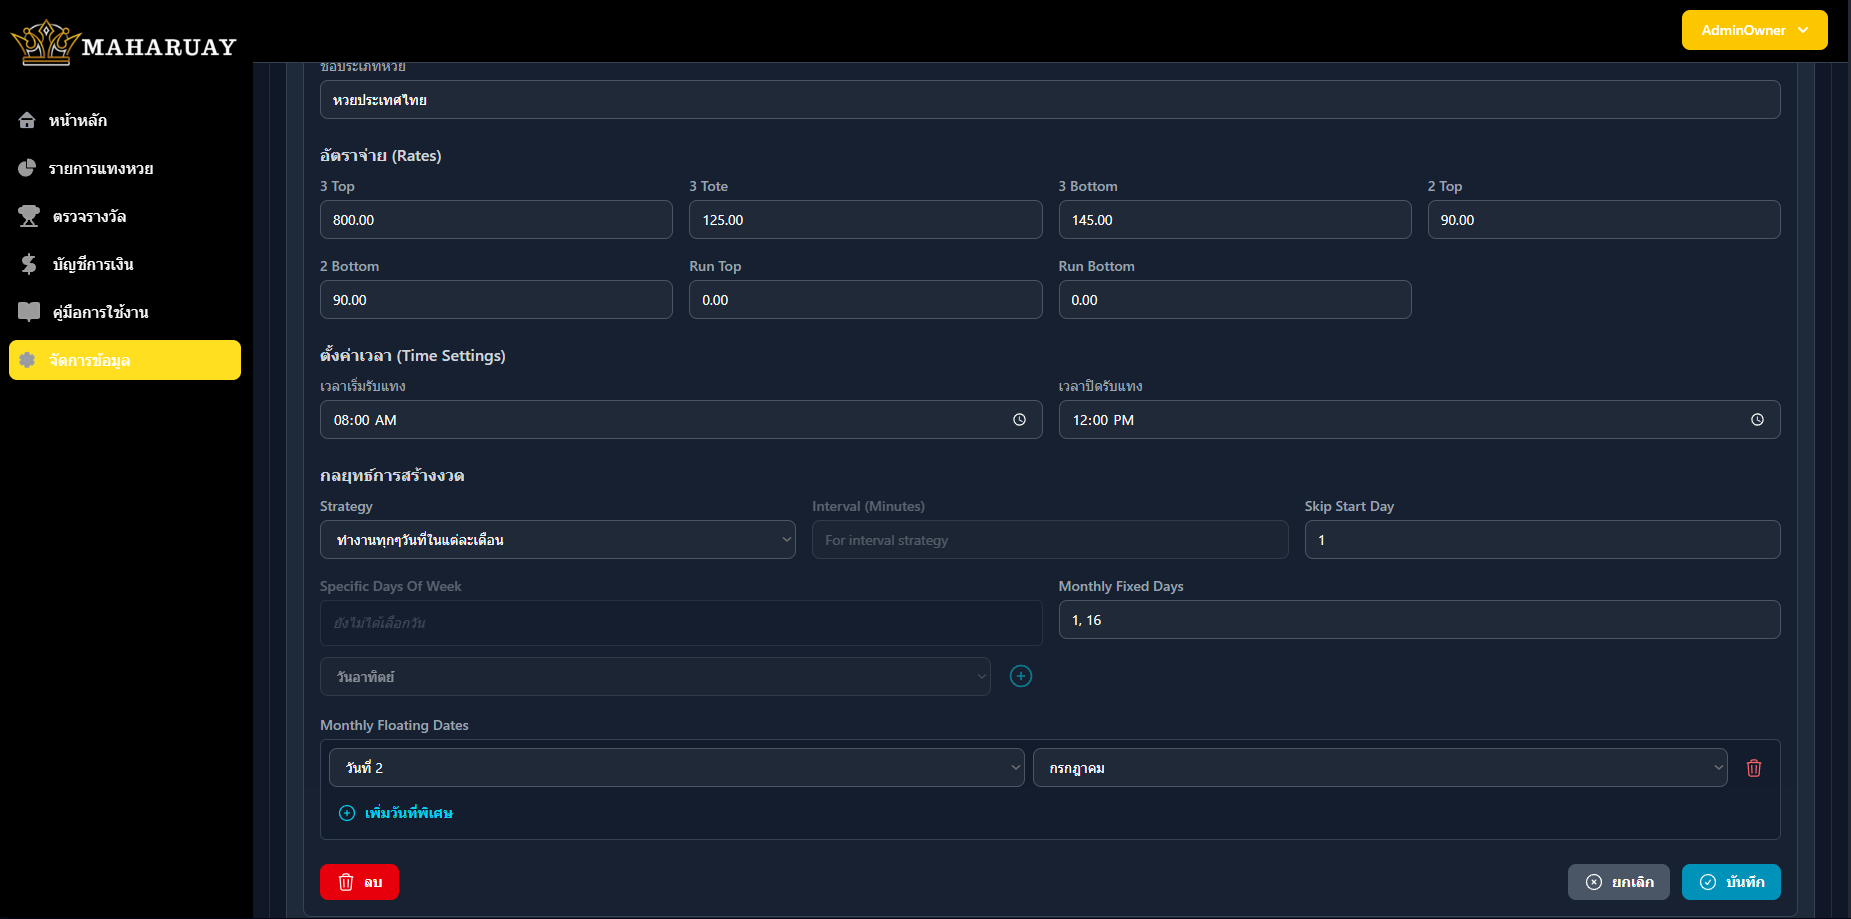 MAHARUAY
AdminOwner
หน้าหลัก
รายการแทงหวย
ตรวจรางวัล
บัญชีการเงิน
คู่มือการใช้งาน
จัดการข้อมูล
ชื่อประเภทหวย
หวยประเทศไทย
อัตราจ่าย (Rates)
3 Top
3 Tote
3 Bottom
2 Top
800.00
125.00
145.00
90.00
2 Bottom
Run Top
Run Bottom
90.00
0.00
0.00
ตั้งค่าเวลา (Time Settings)
เวลาเริ่มรับแทง
เวลาปิดรับแทง
08:00 AM
12:00 PM
กลยุทธ์การสร้างงวด
Strategy
Interval (Minutes)
Skip Start Day
ทำงานทุกๆวันที่ในแต่ละเดือน
For interval strategy
1
Specific Days Of Week
Monthly Fixed Days
ยังไม่ได้เลือกวัน
1, 16
วันอาทิตย์
Monthly Floating Dates
วันที่ 2
กรกฎาคม
เพิ่มวันที่พิเศษ
ลบ
ยกเลิก
บันทึก